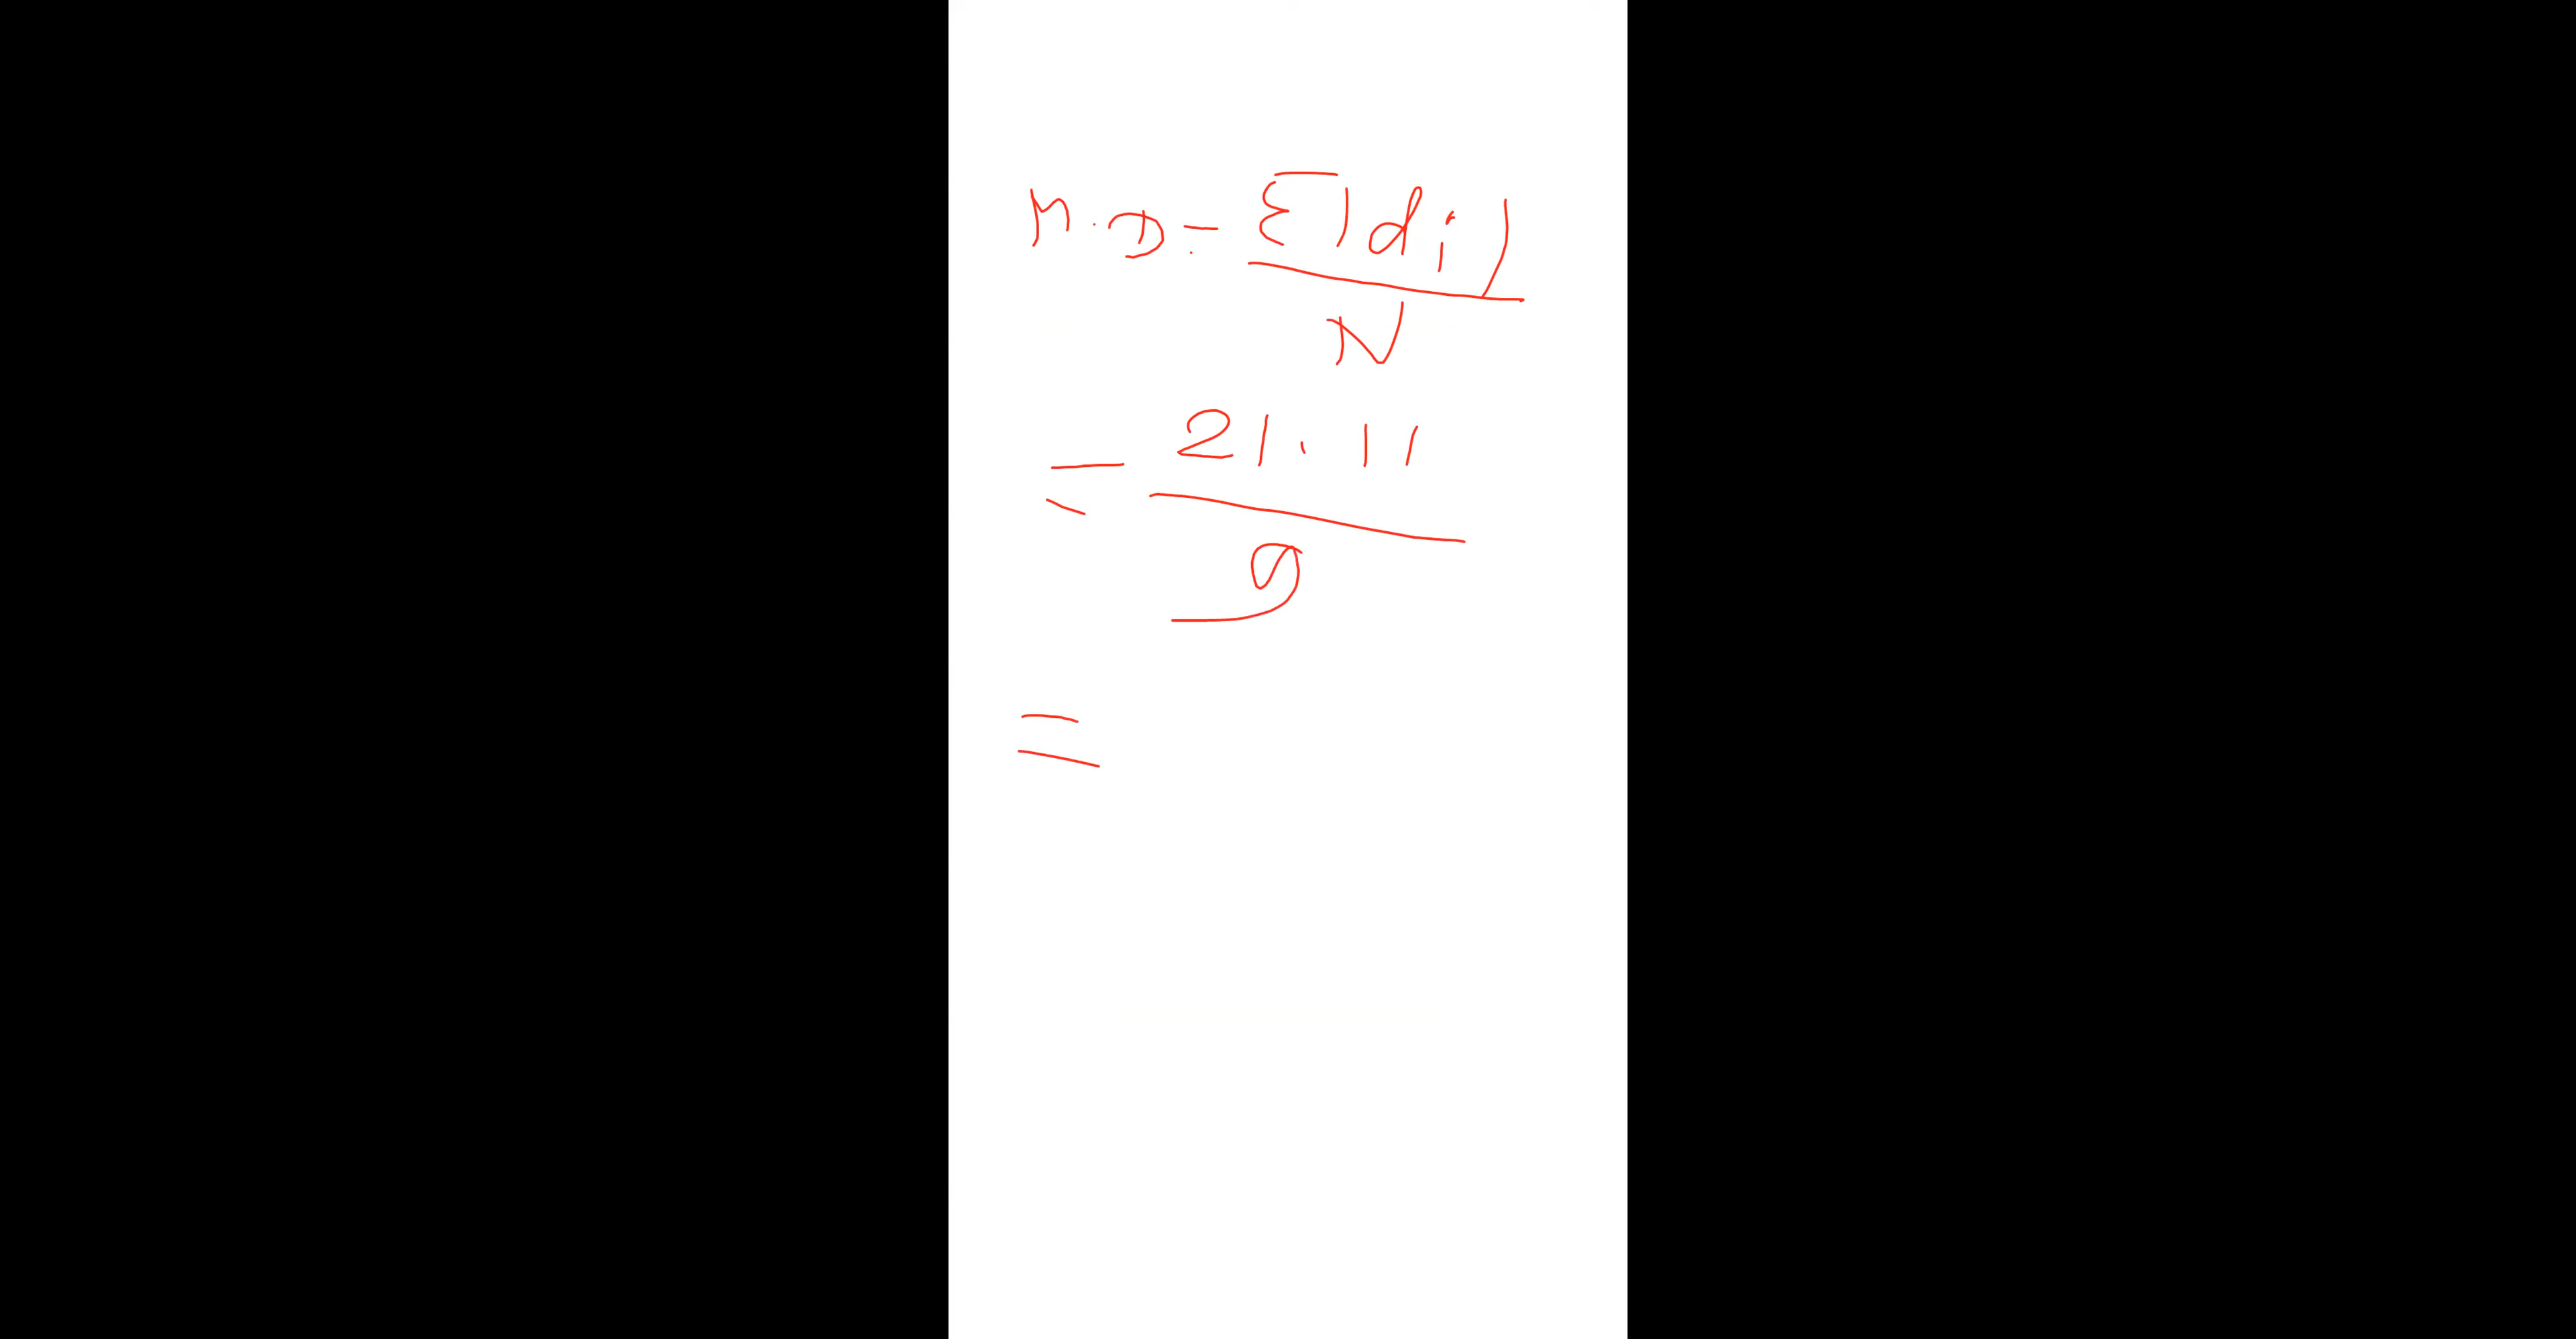 M.D. = Σ|di|
N
= 21.11
9
=